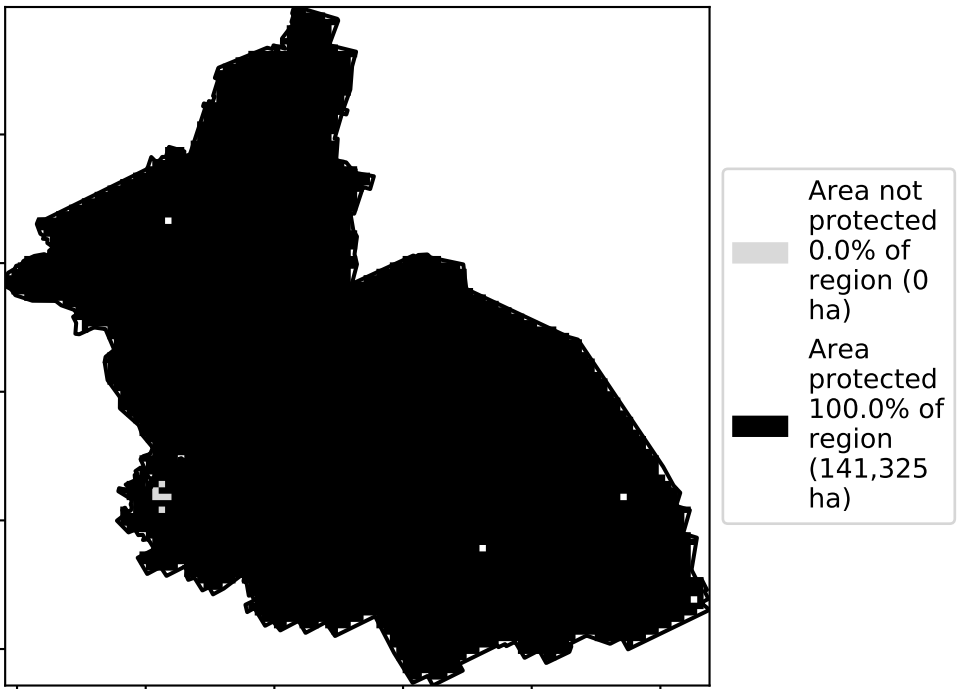 Area not
protected
0.0% of
region (0
ha)
Area
protected
100.0% of
region
(141,325
ha)